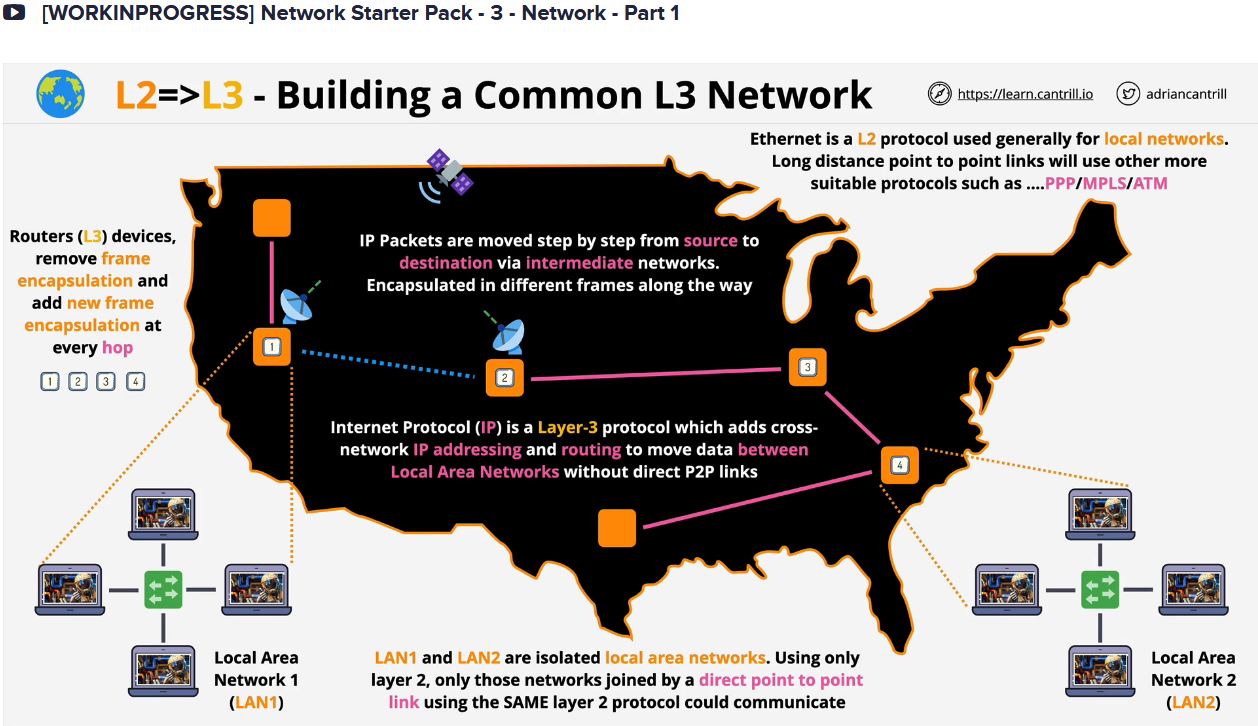 [WORKINPROGRESS] Network Starter Pack - 3 - Network - Part 1
L2=>L3 - Building a Common L3 Network
https://learn.cantrill.io
adriancantrill
Ethernet is a L2 protocol used generally for local networks.
Long distance point to point links will use other more
suitable protocols such as ....PPP/MPLS/ATM
Routers (L3) devices,
remove frame
encapsulation and
add new frame
encapsulation at
every hop
1 2 3 4
IP Packets are moved step by step from source to
destination via intermediate networks.
Encapsulated in different frames along the way
1
2
3
4
Internet Protocol (IP) is a Layer-3 protocol which adds cross-
network IP addressing and routing to move data between
Local Area Networks without direct P2P links
Local Area
Network 1
(LAN1)
LAN1 and LAN2 are isolated local area networks. Using only
layer 2, only those networks joined by a direct point to point
link using the SAME layer 2 protocol could communicate
Local Area
Network 2
(LAN2)